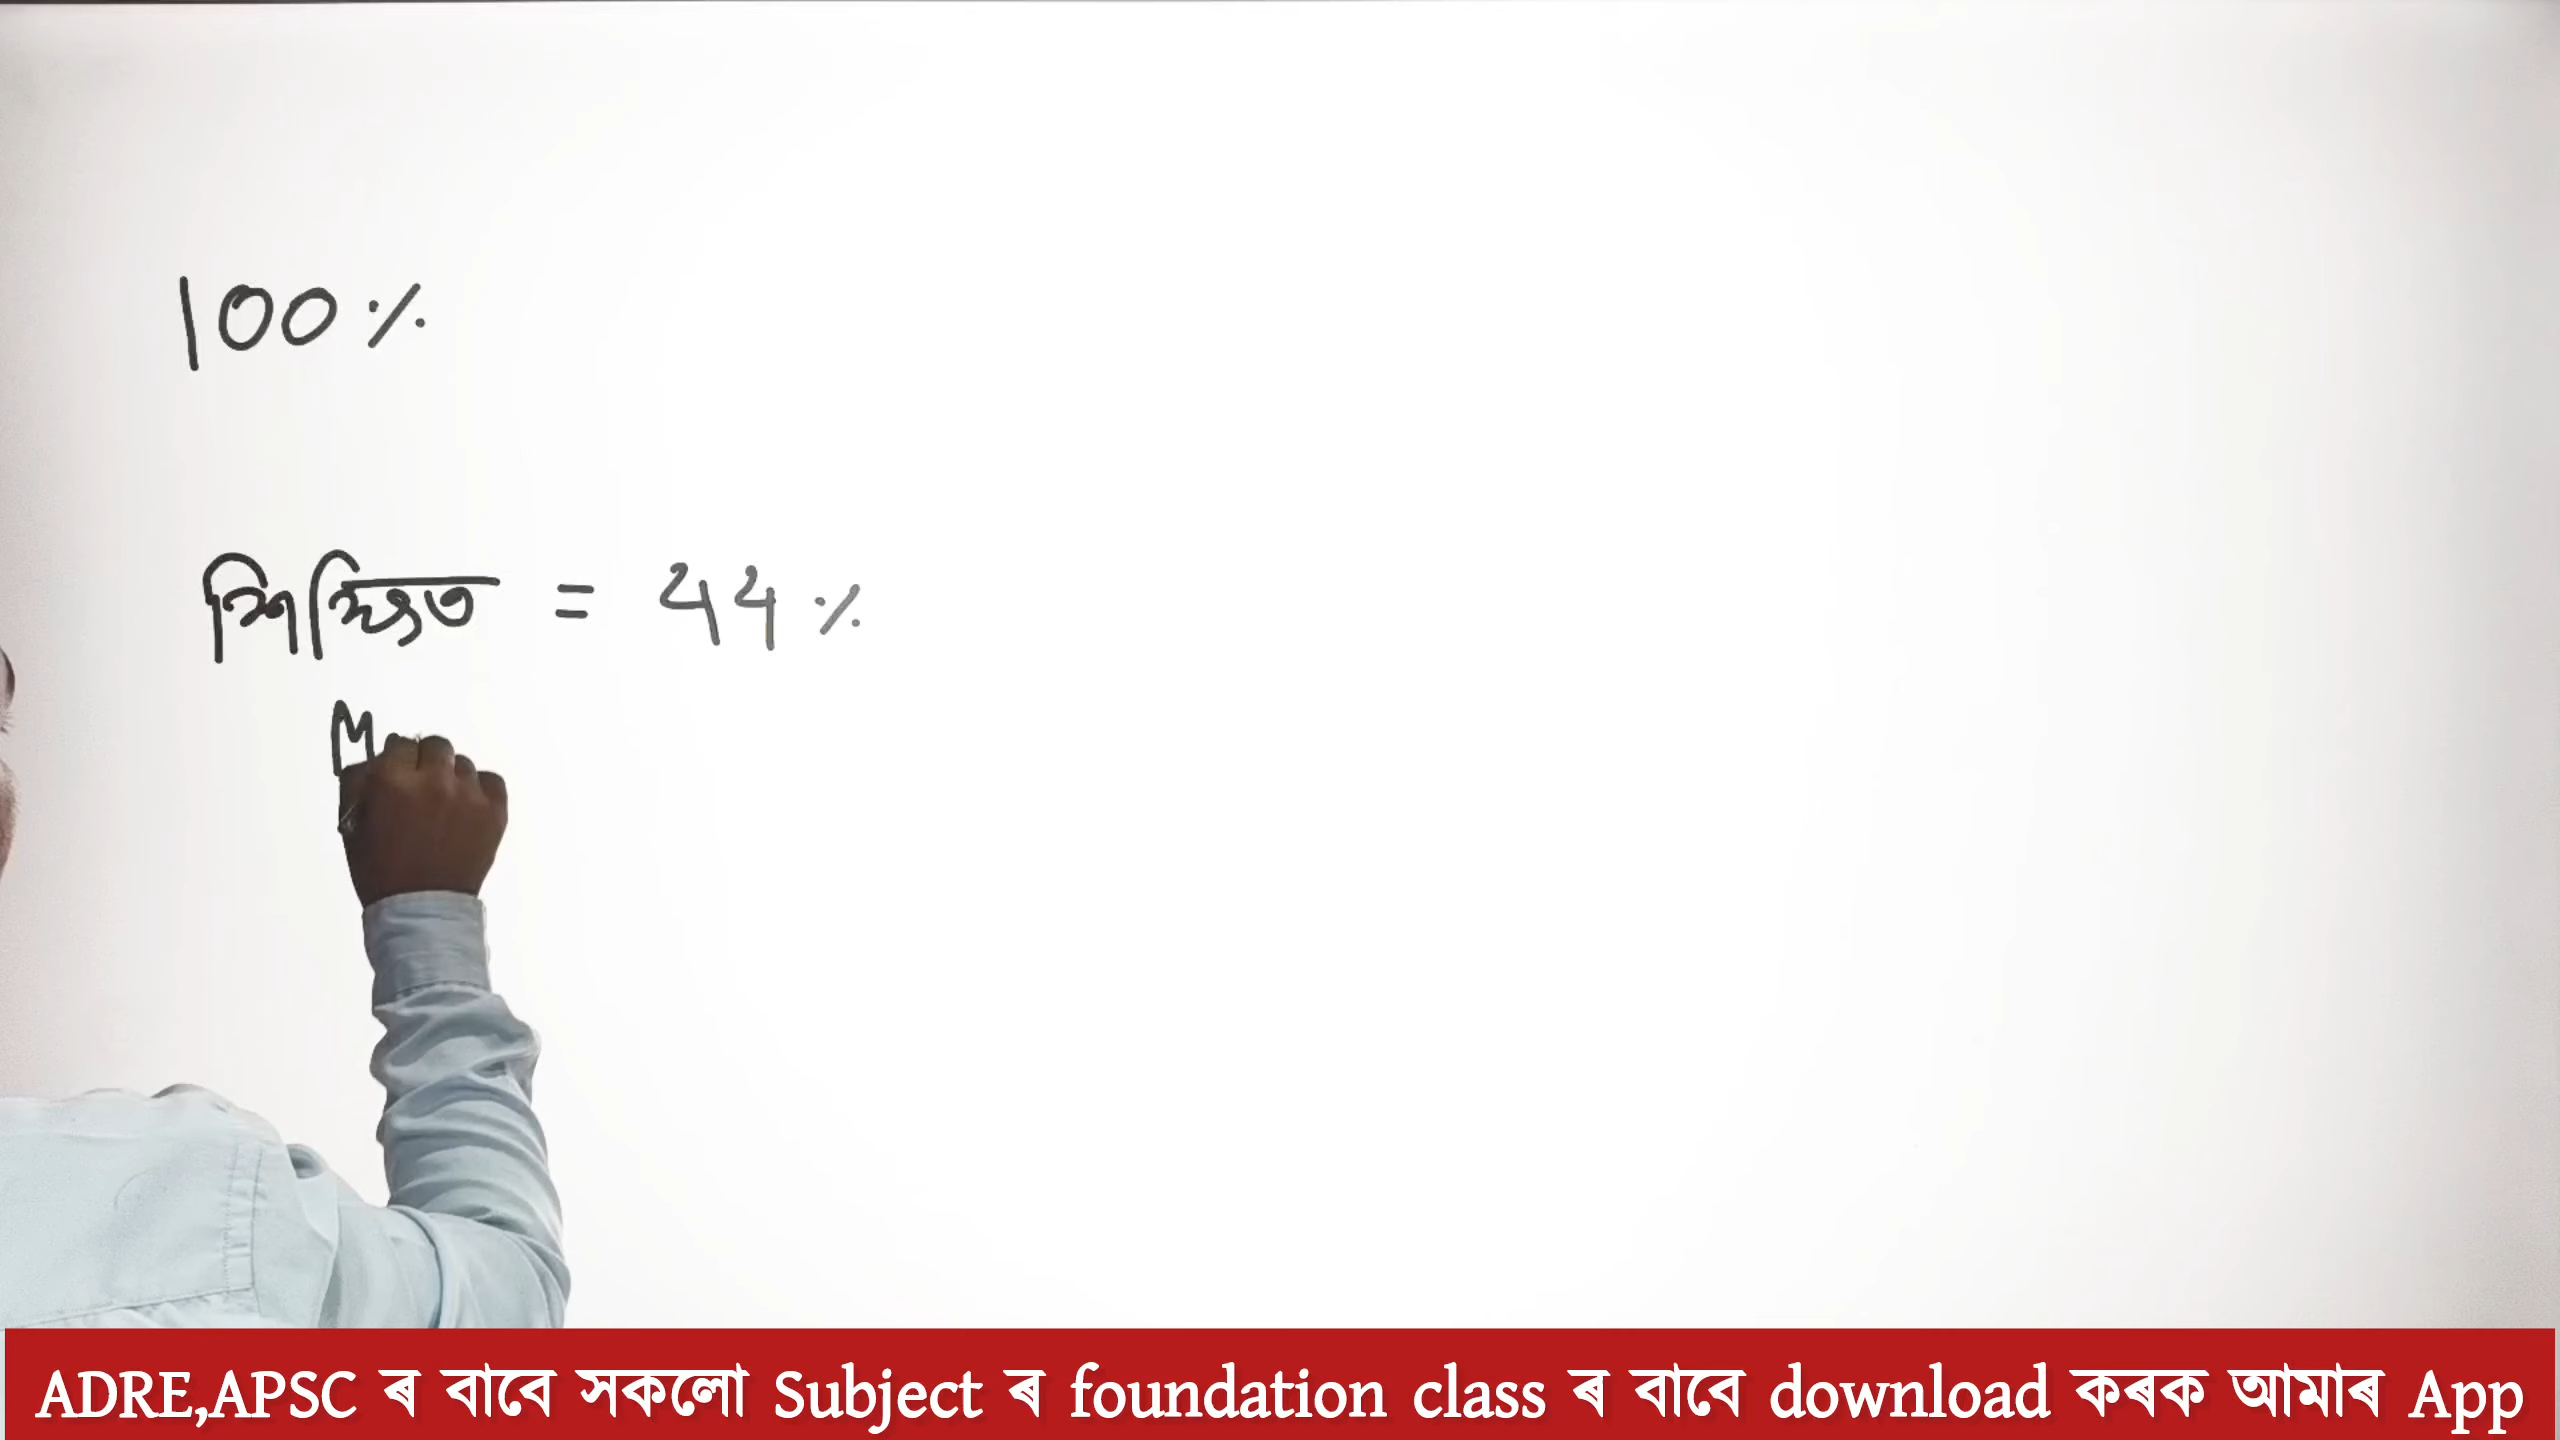 100%
শিক্ষিত = 44%
M
ADRE,APSC ৰ বাবে সকলো Subject ৰ foundation class ৰ বাবে download কৰক আমাৰ App